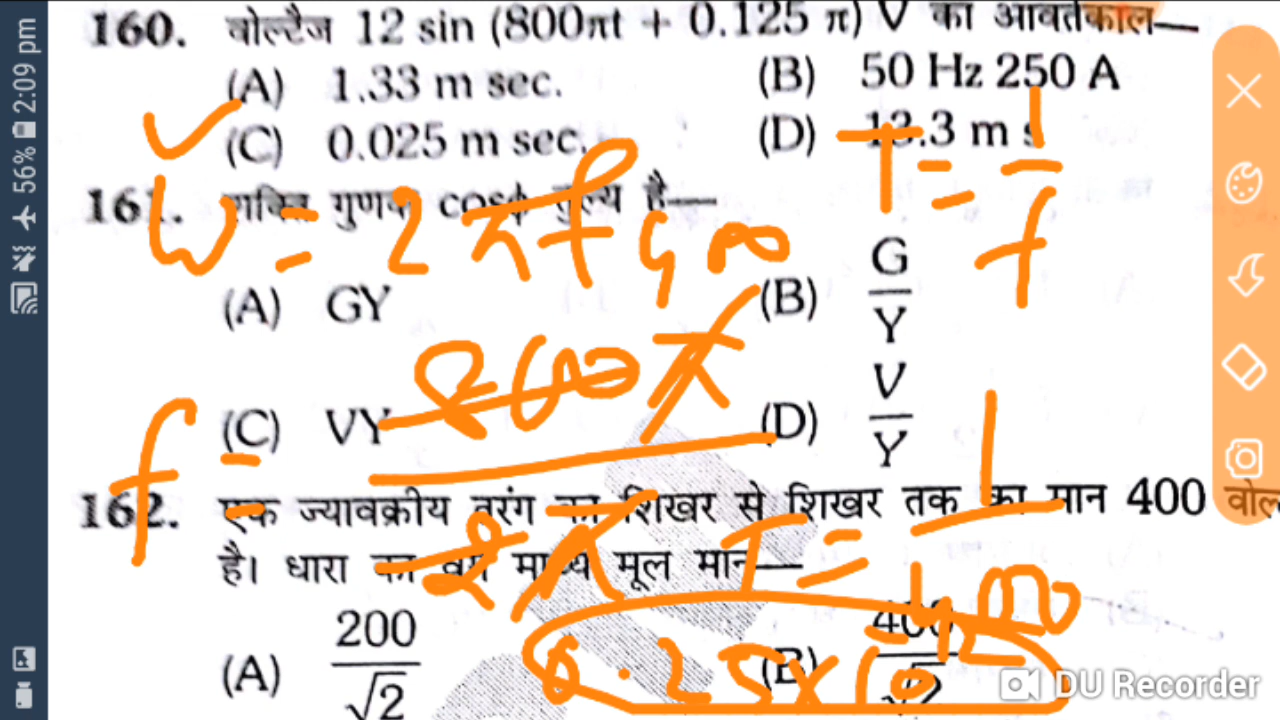 2:09 pm
56%
160. वोल्टैज 12 sin (800πt + 0.125 π) V का आवर्तकाल—
(A) 1.33 m sec. (B) 50 Hz 250 A
(C) 0.025 m sec. (D) 13.3 m s
T = 1/f
161. शक्ति गुणक cosϕ तुल्य है—
W = 2πf
400
(A) GY (B) G/Y
800π
(C) VY (D) V/Y
f =
2π
T = 1/400
162. एक ज्यावक्रीय तरंग का शिखर से शिखर तक का मान 400 वोल
है। धारा का वर्ग माध्य मूल मान—
(A) 200/√2 (B) 400/√2
6.25×10
DU Recorder